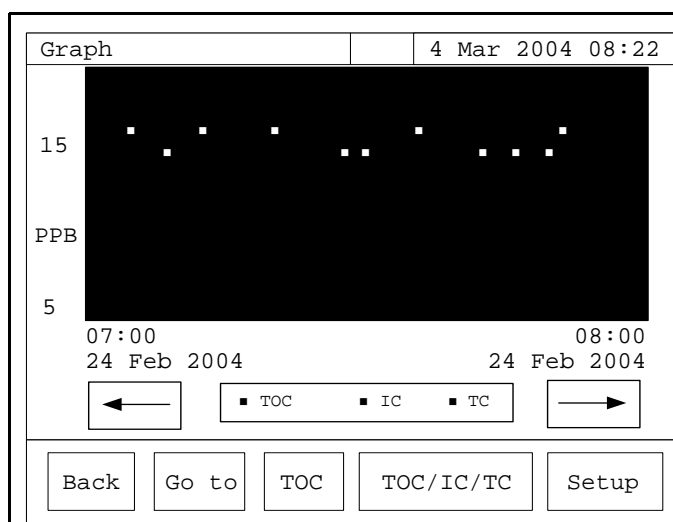 Graph 4 Mar 2004 08:22
15
PPB
5
07:00 08:00
24 Feb 2004 24 Feb 2004
TOC IC TC
Back Go to TOC TOC/IC/TC Setup